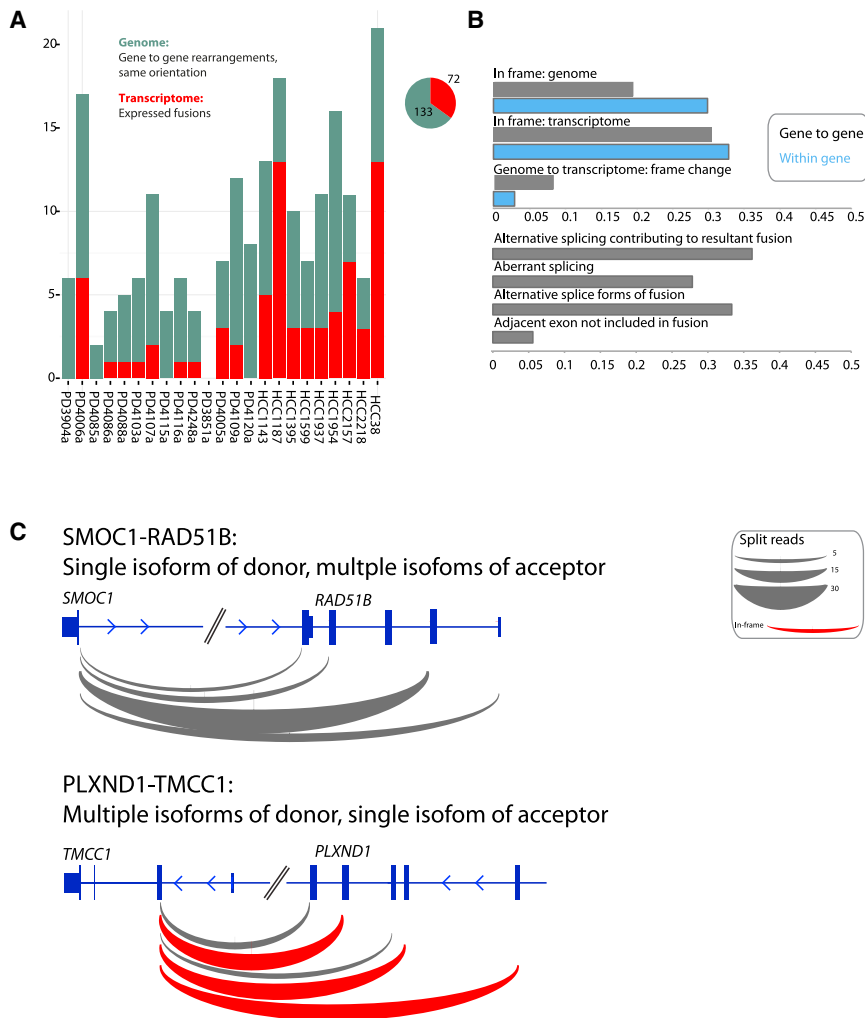 A
20
15
10
5
0
Genome:
Gene to gene rearrangements,
same orientation
Transcriptome:
Expressed fusions
72
133
PD3904a
PD4006a
PD4085a
PD4086a
PD4088a
PD4103a
PD4107a
PD4115a
PD4116a
PD4248a
PD3851a
PD4005a
PD4109a
PD4120a
HCC1143
HCC1187
HCC1395
HCC1599
HCC1937
HCC1954
HCC2157
HCC2218
HCC38
B
In frame: genome
In frame: transcriptome
Genome to transcriptome: frame change
0 0.05 0.1 0.15 0.2 0.25 0.3 0.35 0.4 0.45 0.5
Gene to gene
Within gene
Alternative splicing contributing to resultant fusion
Aberrant splicing
Alternative splice forms of fusion
Adjacent exon not included in fusion
0 0.05 0.1 0.15 0.2 0.25 0.3 0.35 0.4 0.45 0.5
C
SMOC1-RAD51B:
Single isoform of donor, multple isofoms of acceptor
SMOC1
RAD51B
Split reads
5
15
30
In-frame
PLXND1-TMCC1:
Multiple isoforms of donor, single isofom of acceptor
TMCC1
PLXND1